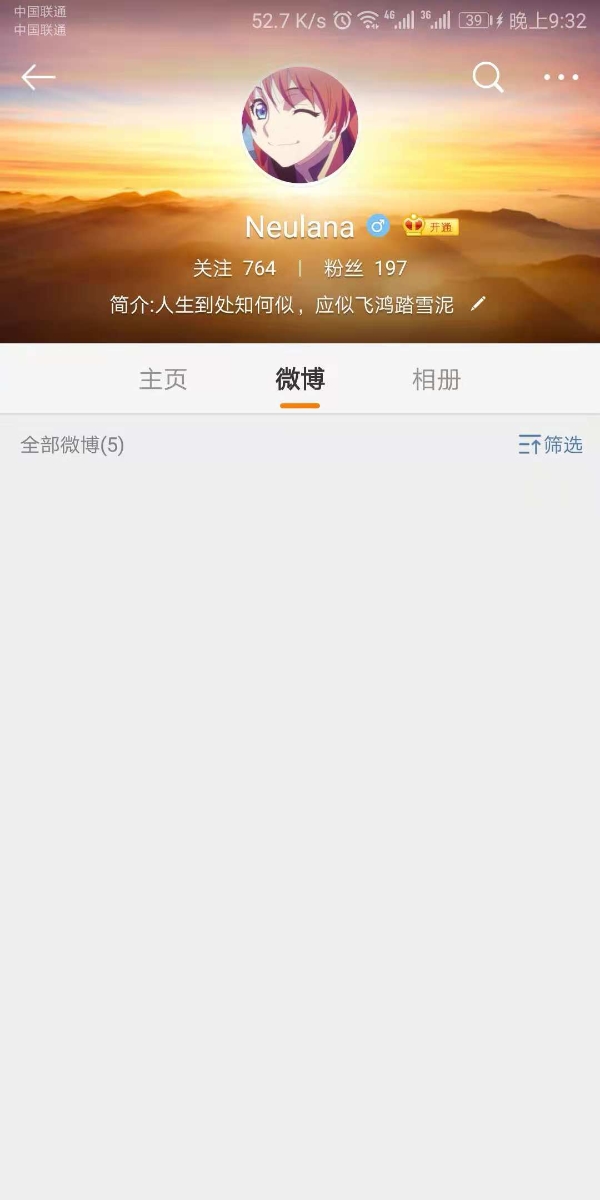 中国联通
中国联通
52.7 K/s 4G 3G 39 晚上9:32
Neulana 开通
关注 764 | 粉丝 197
简介:人生到处知何似，应似飞鸿踏雪泥
主页 微博 相册
全部微博(5) 筛选